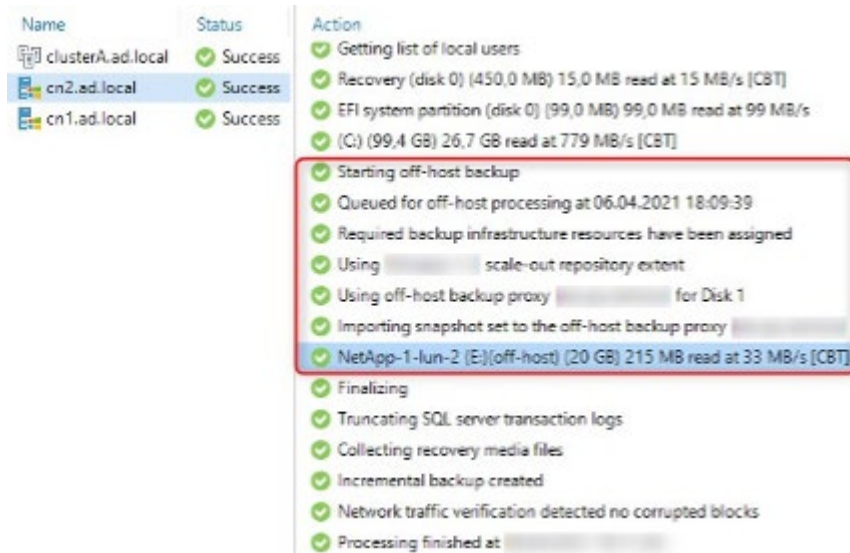 Name Status Action
clusterA.ad.local Success
cn2.ad.local Success
cn1.ad.local Success
Getting list of local users
Recovery (disk 0) (450,0 MB) 15,0 MB read at 15 MB/s [CBT]
EFI system partition (disk 0) (99,0 MB) 99,0 MB read at 99 MB/s
(C:) (99,4 GB) 26,7 GB read at 779 MB/s [CBT]
Starting off-host backup
Queued for off-host processing at 06.04.2021 18:09:39
Required backup infrastructure resources have been assigned
Using scale-out repository extent
Using off-host backup proxy for Disk 1
Importing snapshot set to the off-host backup proxy
NetApp-1-lun-2 (E:)(off-host) (20 GB) 215 MB read at 33 MB/s [CBT]
Finalizing
Truncating SQL server transaction logs
Collecting recovery media files
Incremental backup created
Network traffic verification detected no corrupted blocks
Processing finished at